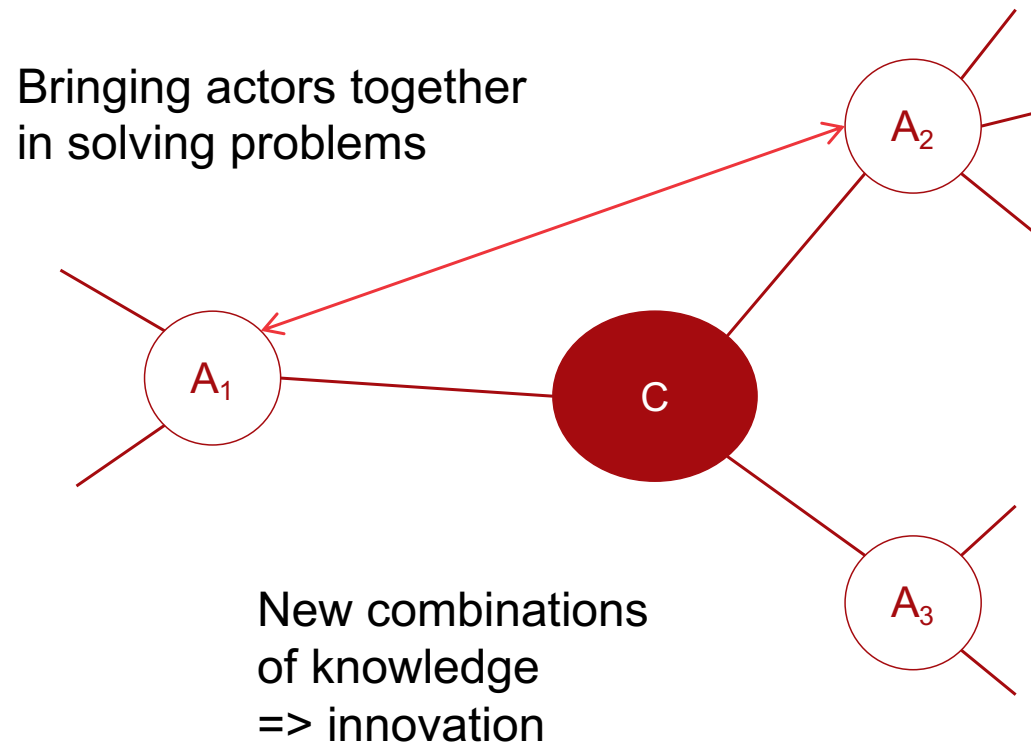 Bringing actors together
in solving problems
A₂
A₁
C
A₃
New combinations
of knowledge
=> innovation